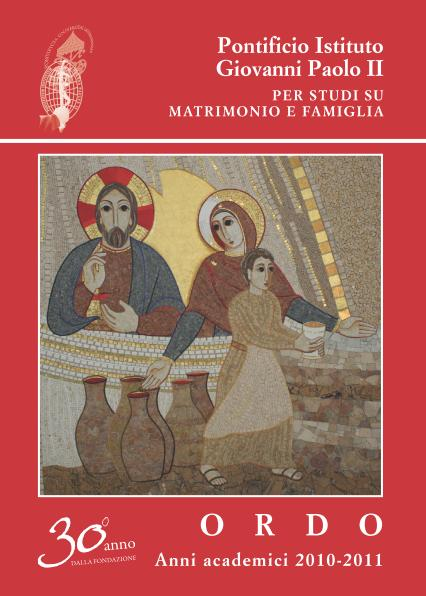 Pontificio Istituto
Giovanni Paolo II
PER STUDI SU
MATRIMONIO E FAMIGLIA
30° anno
DALLA FONDAZIONE
O R D O
Anni academici 2010-2011